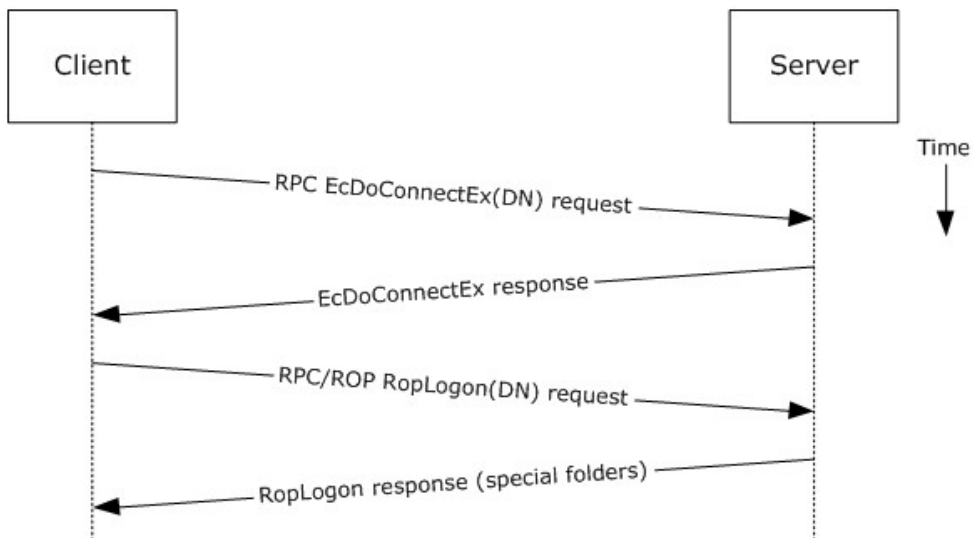 Client
Server
Time
RPC EcDoConnectEx(DN) request
EcDoConnectEx response
RPC/ROP RopLogon(DN) request
RopLogon response (special folders)